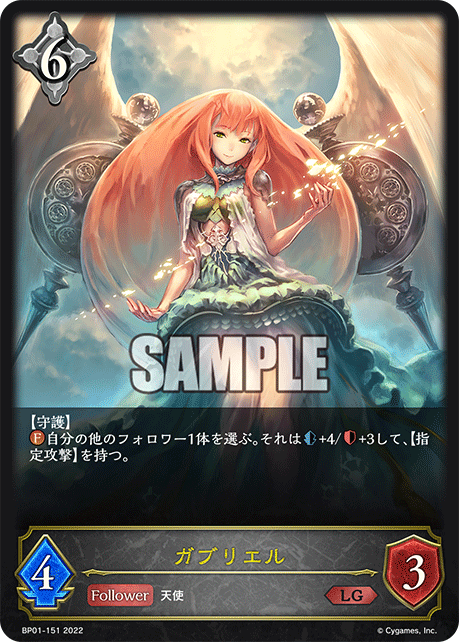 6
SAMPLE
【守護】
F自分の他のフォロワー1体を選ぶ。それは+4/+3して、【指
定攻撃】を持つ。
ガブリエル
4
Follower 天使
LG
3
BP01-151 2022
© Cygames, Inc.